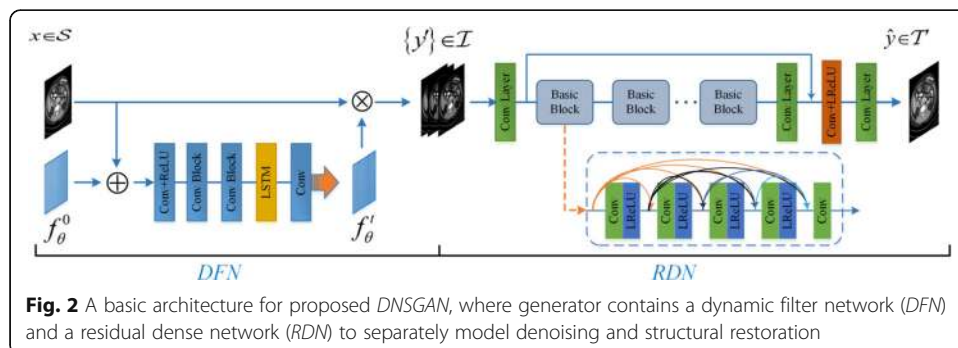 x∈S
{y'}∈I
ŷ∈T'
Conv Layer
Basic Block
Basic Block
...
Basic Block
Conv Layer
Conv+LReLU
Conv Layer
⊗
⊕
Conv+ReLU
Conv Block
Conv Block
LSTM
Conv
f_θ^0
f_θ^t
Conv
LReLU
Conv
LReLU
Conv
LReLU
Conv
LReLU
Conv
DFN
RDN
Fig. 2 A basic architecture for proposed DNSGAN, where generator contains a dynamic filter network (DFN)
and a residual dense network (RDN) to separately model denoising and structural restoration